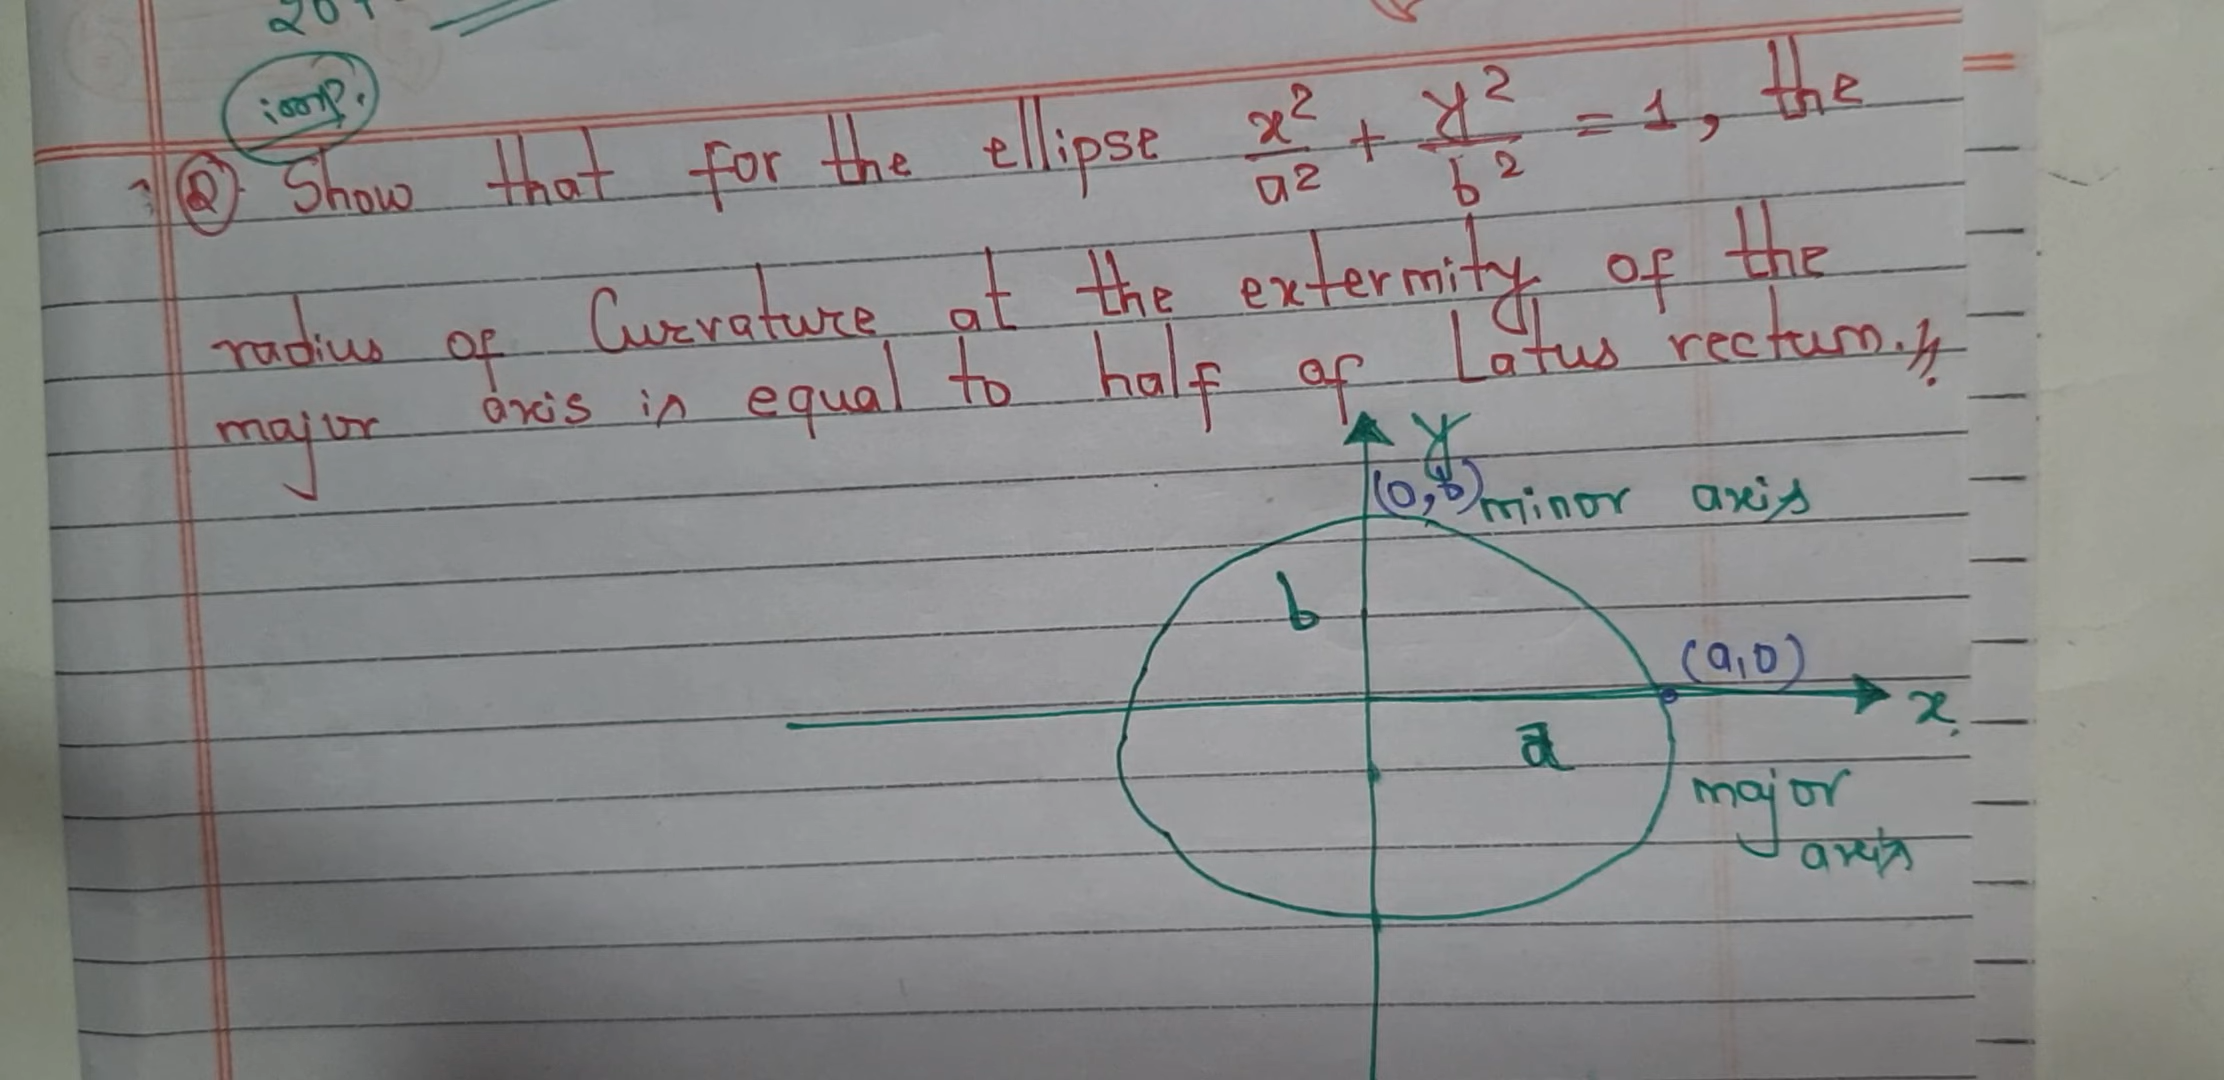 imp.
Q) Show that for the ellipse x²/a² + y²/b² = 1, the
radius of Curvature at the extermity of the
major axis in equal to half of Latus rectum.
y
(0,b) minor axis
b
(a,0)
x
a
major
axis